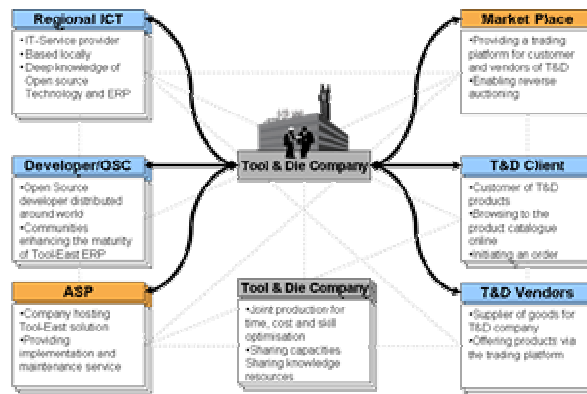 Regional ICT
•IT-Service provider
•Based locally
•Deep knowledge of
Open source
Technology and ERP
Market Place
•Providing a trading
platform for customer
and vendors of T&D
•Enabling reverse
auctioning
Tool & Die Company
Developer/OSC
•Open Source
developer distributed
around world
•Communities
enhancing the maturity
of Tool-East ERP
T&D Client
•Customer of T&D
products
•Browsing to the
product catalogue
online
•Initiating an order
ASP
•Company hosting
Tool-East solution
•Providing
implementation and
maintenance service
Tool & Die Company
•Joint production for
time, cost and skill
optimisation
•Sharing capacities
Sharing knowledge
resources
T&D Vendors
•Supplier of goods for
T&D company
•Offering products via
the trading platform